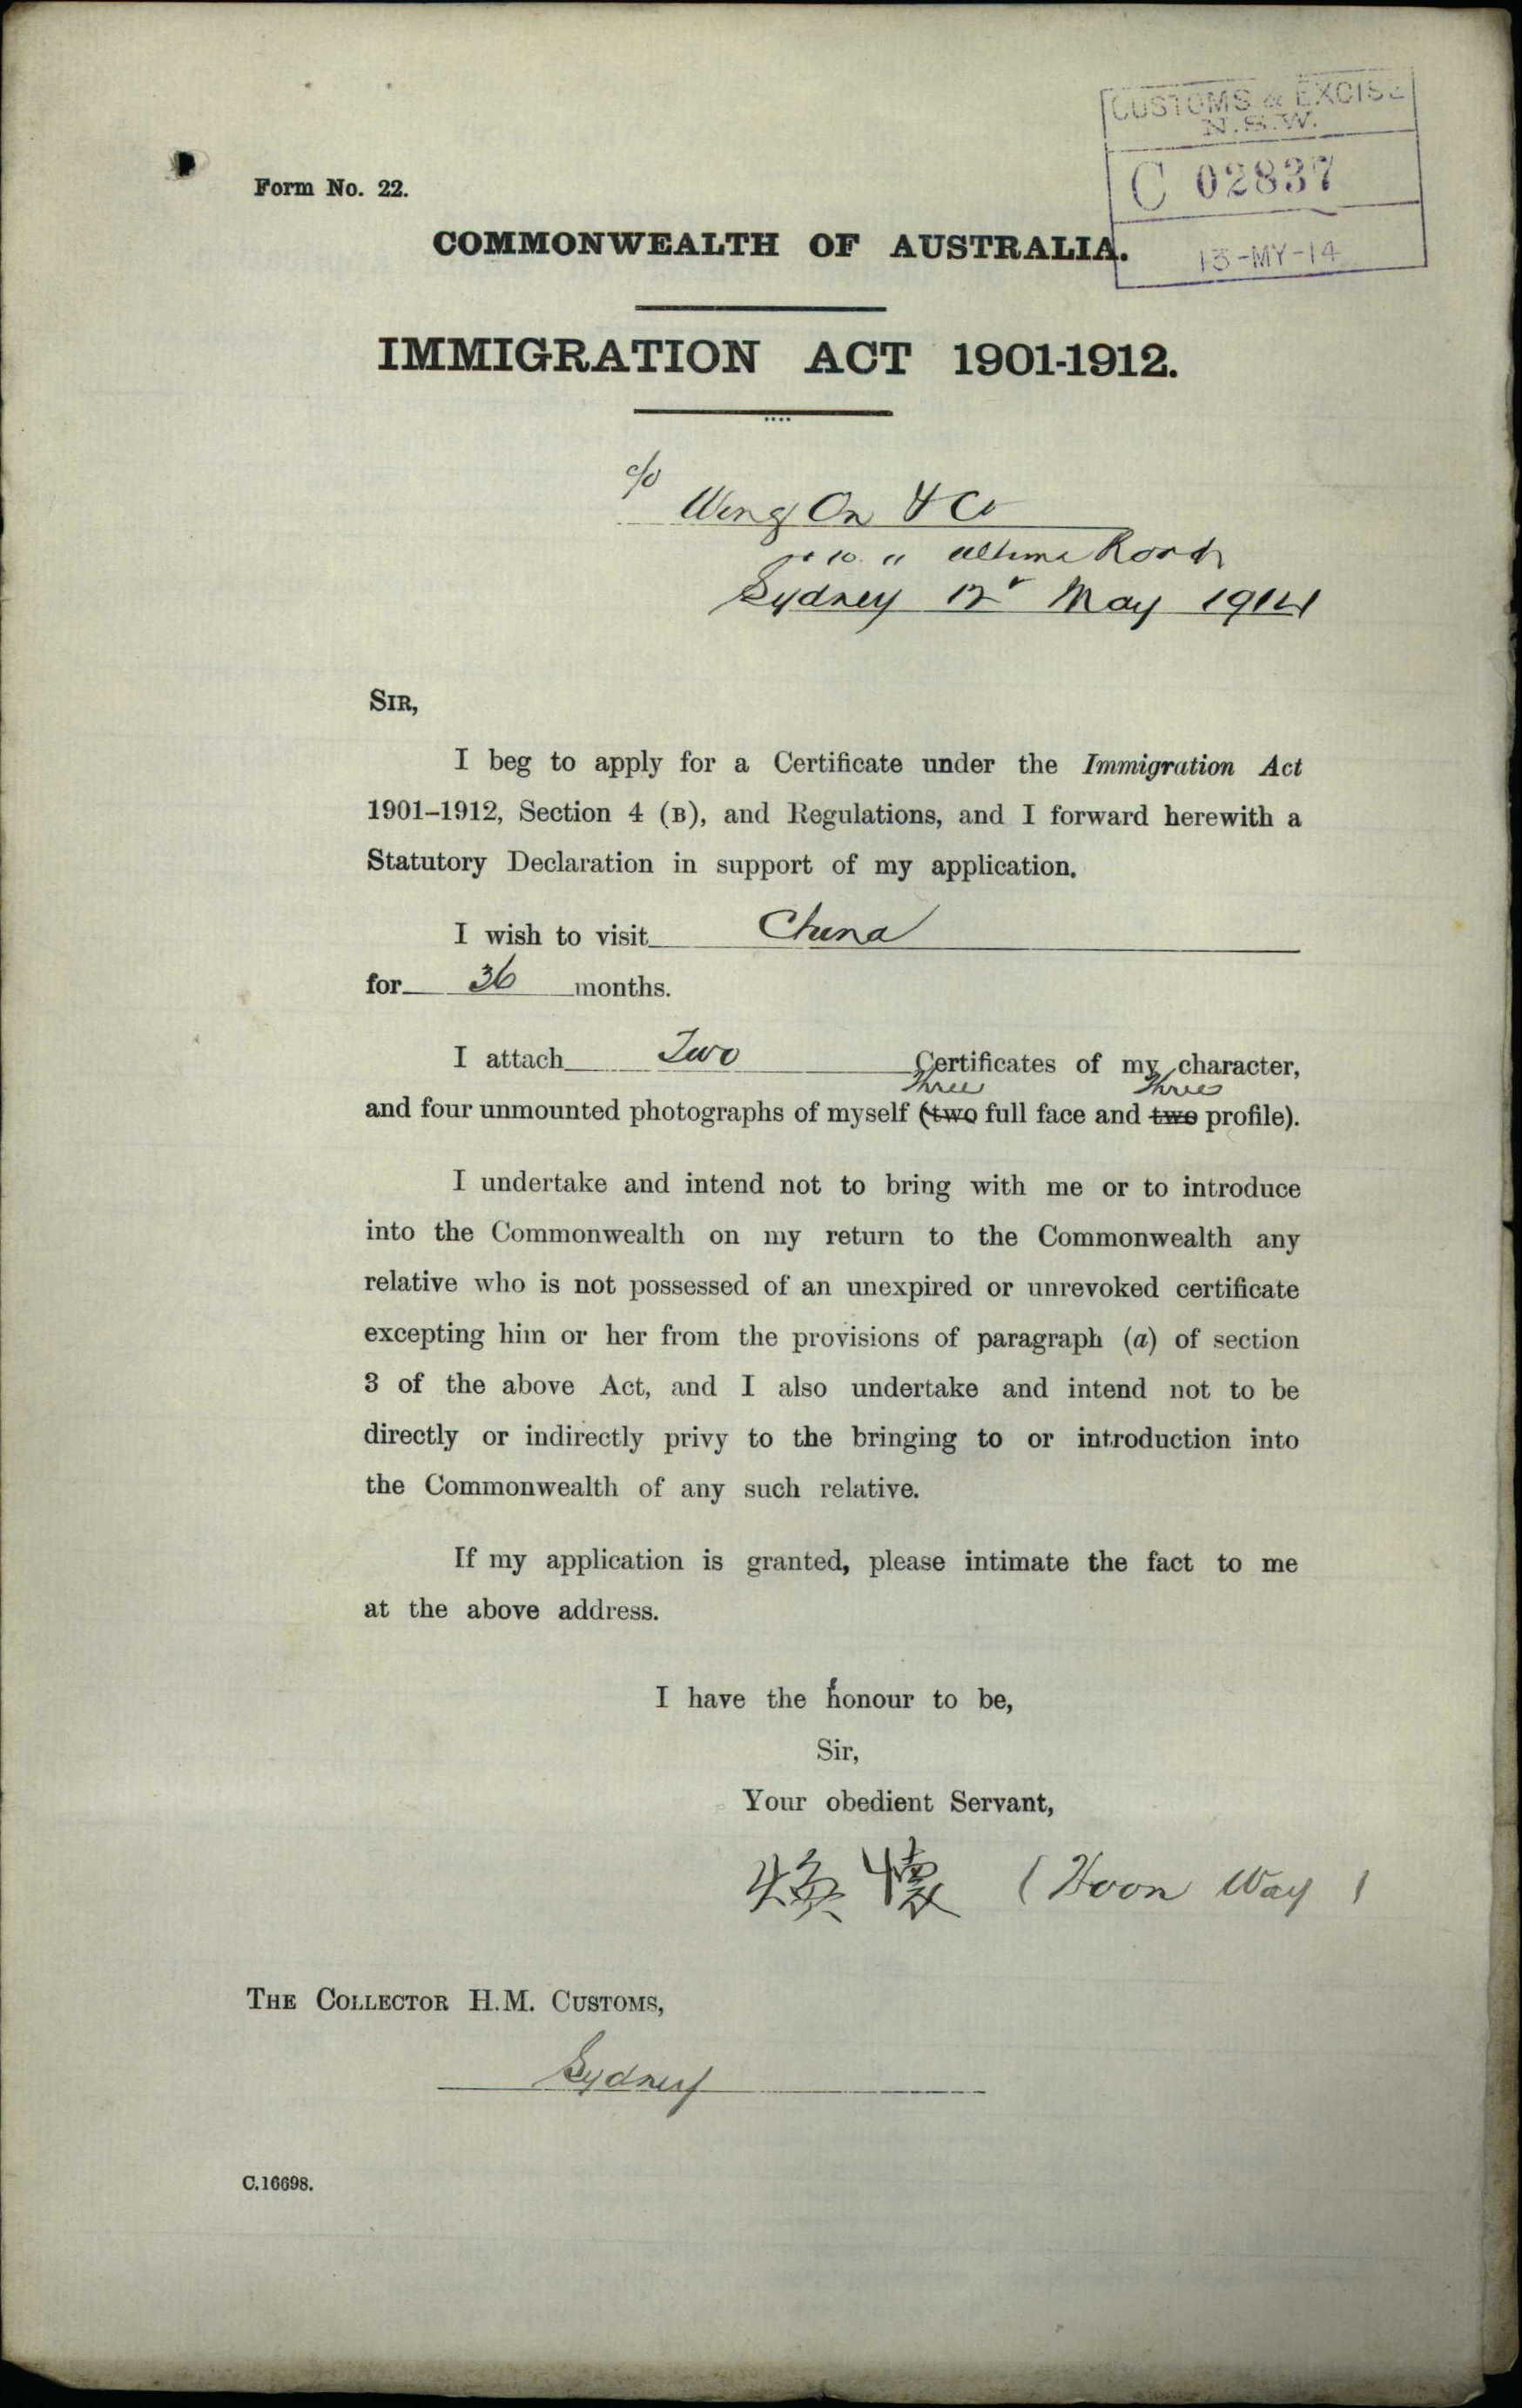 CUSTOMS & EXCISE
N.S.W.
C 02837
13-MY-14
Form No. 22.
COMMONWEALTH OF AUSTRALIA.
IMMIGRATION ACT 1901-1912.
c/o
Wing On & Co
Ultimo Road
Sydney 12 May 1914
SIR,
I beg to apply for a Certificate under the Immigration Act
1901–1912, Section 4 (B), and Regulations, and I forward herewith a
Statutory Declaration in support of my application.
I wish to visit China
for 36 months.
I attach Two Certificates of my character,
Three Three
and four unmounted photographs of myself (two full face and two profile).
I undertake and intend not to bring with me or to introduce
into the Commonwealth on my return to the Commonwealth any
relative who is not possessed of an unexpired or unrevoked certificate
excepting him or her from the provisions of paragraph (a) of section
3 of the above Act, and I also undertake and intend not to be
directly or indirectly privy to the bringing to or introduction into
the Commonwealth of any such relative.
If my application is granted, please intimate the fact to me
at the above address.
I have the honour to be,
Sir,
Your obedient Servant,
煥懷 (Hoon Way)
THE COLLECTOR H.M. CUSTOMS,
Sydney
C.16698.